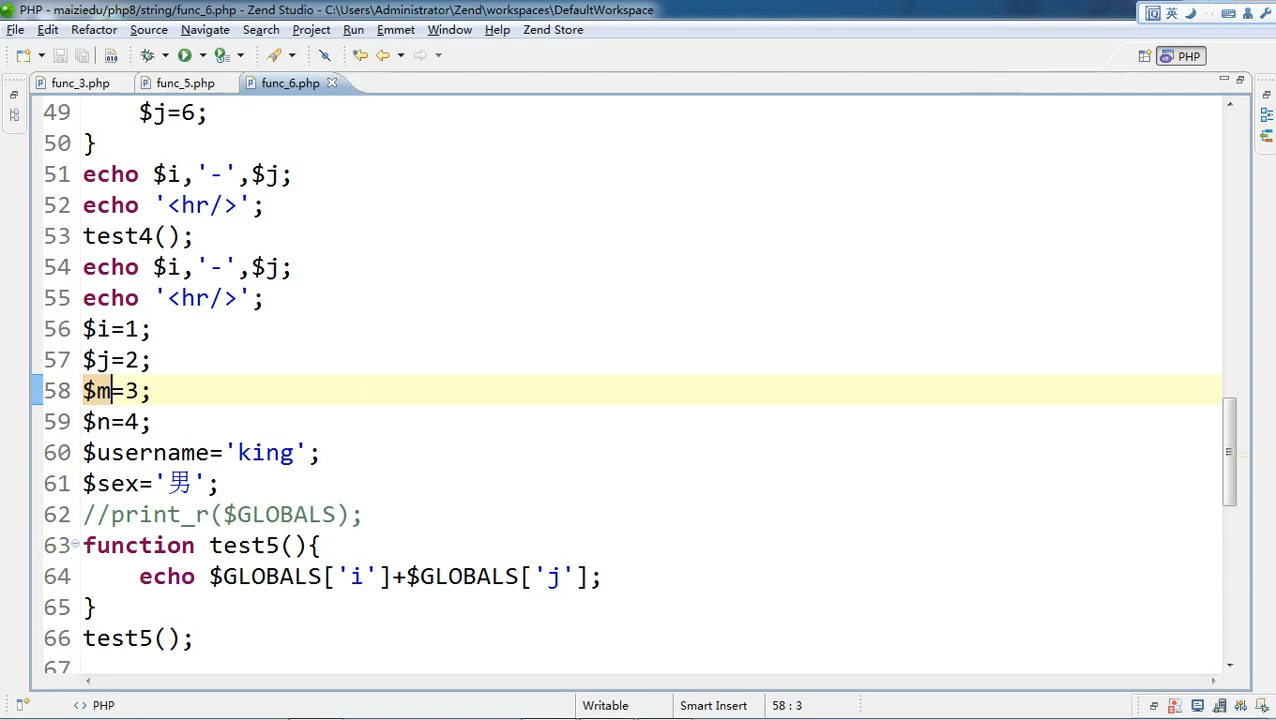 PHP - maiziedu/php8/string/func_6.php - Zend Studio - C:\Users\Administrator\Zend\workspaces\DefaultWorkspace
英
File Edit Refactor Source Navigate Search Project Run Emmet Window Help Zend Store
PHP
func_3.php func_5.php func_6.php
49 $j=6;
50 }
51 echo $i,'-',$j;
52 echo '<hr/>';
53 test4();
54 echo $i,'-',$j;
55 echo '<hr/>';
56 $i=1;
57 $j=2;
58 $m=3;
59 $n=4;
60 $username='king';
61 $sex='男';
62 //print_r($GLOBALS);
63 function test5(){
64 echo $GLOBALS['i']+$GLOBALS['j'];
65 }
66 test5();
67
<> PHP Writable Smart Insert 58 : 3